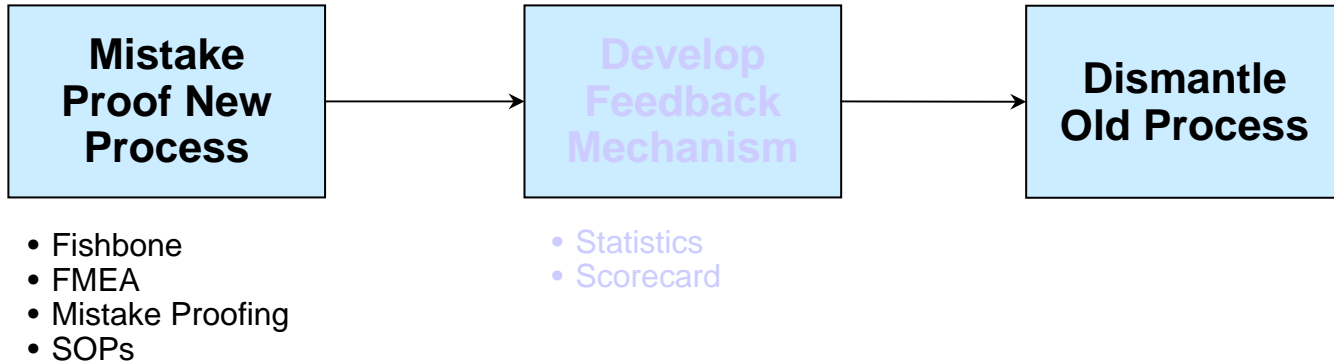 Mistake
Proof New
Process
• Fishbone
• FMEA
• Mistake Proofing
• SOPs
Develop
Feedback
Mechanism
• Statistics
• Scorecard
Dismantle
Old Process